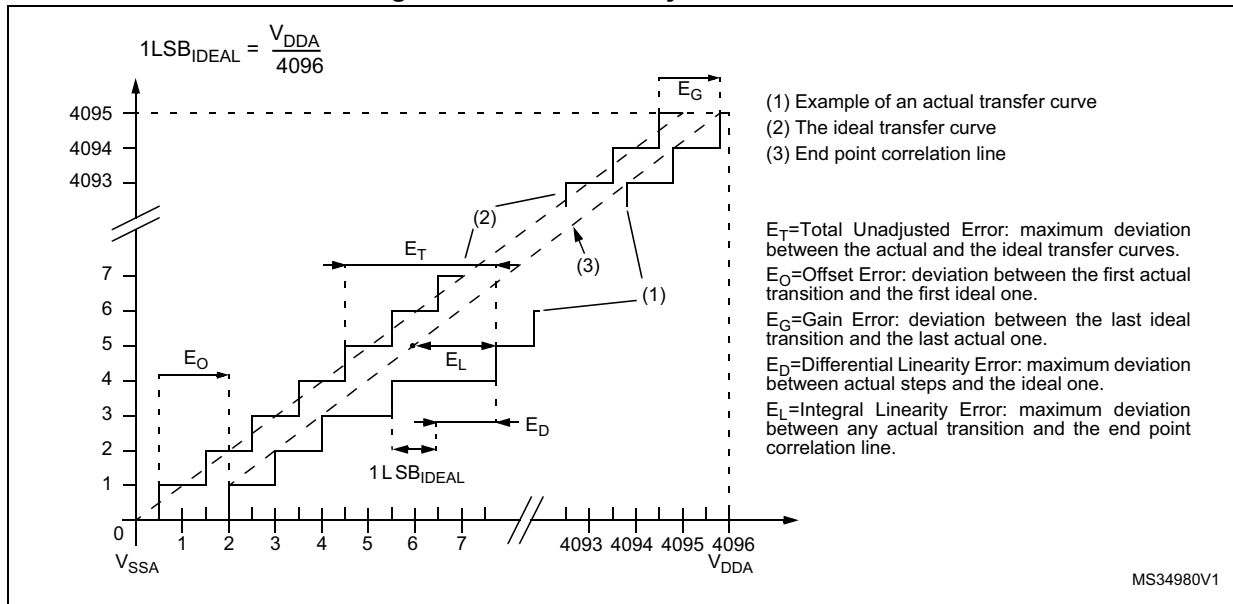 1LSB_IDEAL = V_DDA / 4096
E_G
4095
4094
4093
7
6
5
4
3
2
1
0
(2)
E_T
(3)
(1)
E_O
E_L
E_D
1 LSB_IDEAL
1 2 3 4 5 6 7 4093 4094 4095 4096
V_SSA V_DDA
(1) Example of an actual transfer curve
(2) The ideal transfer curve
(3) End point correlation line
E_T=Total Unadjusted Error: maximum deviation
between the actual and the ideal transfer curves.
E_O=Offset Error: deviation between the first actual
transition and the first ideal one.
E_G=Gain Error: deviation between the last ideal
transition and the last actual one.
E_D=Differential Linearity Error: maximum deviation
between actual steps and the ideal one.
E_L=Integral Linearity Error: maximum deviation
between any actual transition and the end point
correlation line.
MS34980V1